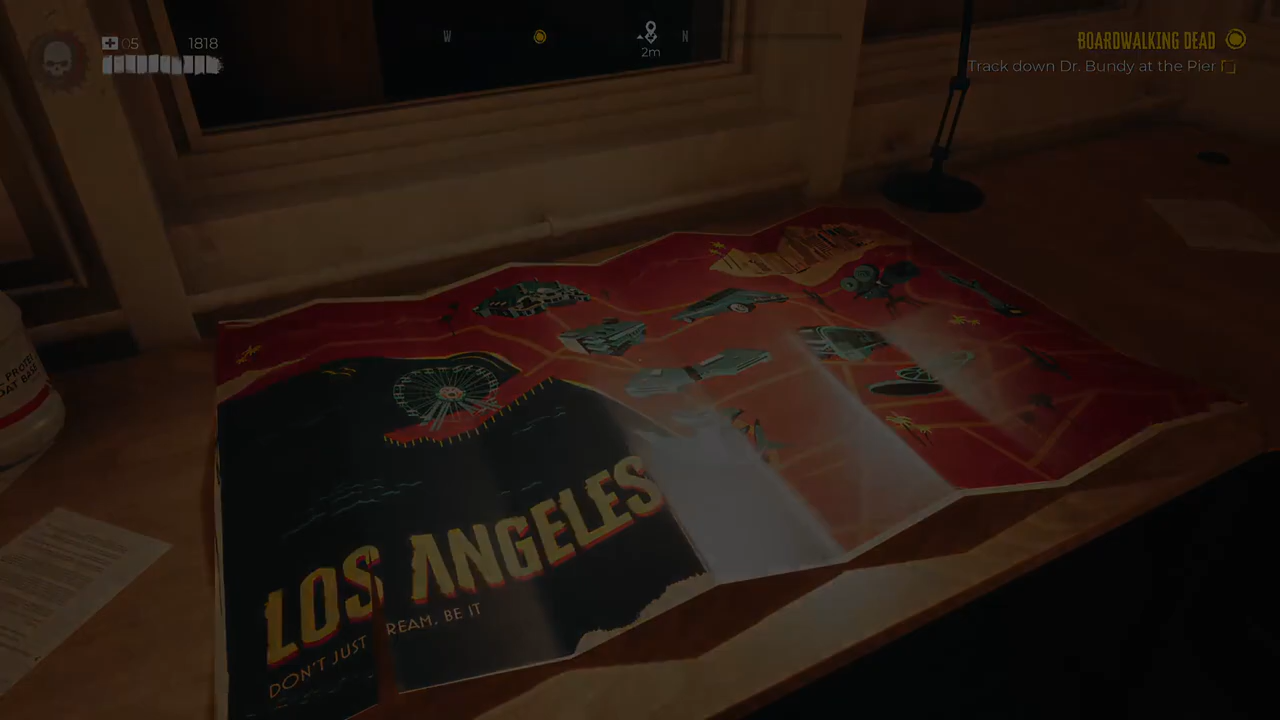 05 1818
W N
2m
BOARDWALKING DEAD
Track down Dr. Bundy at the Pier
LOS ANGELES
DON'T JUST REAM. BE IT